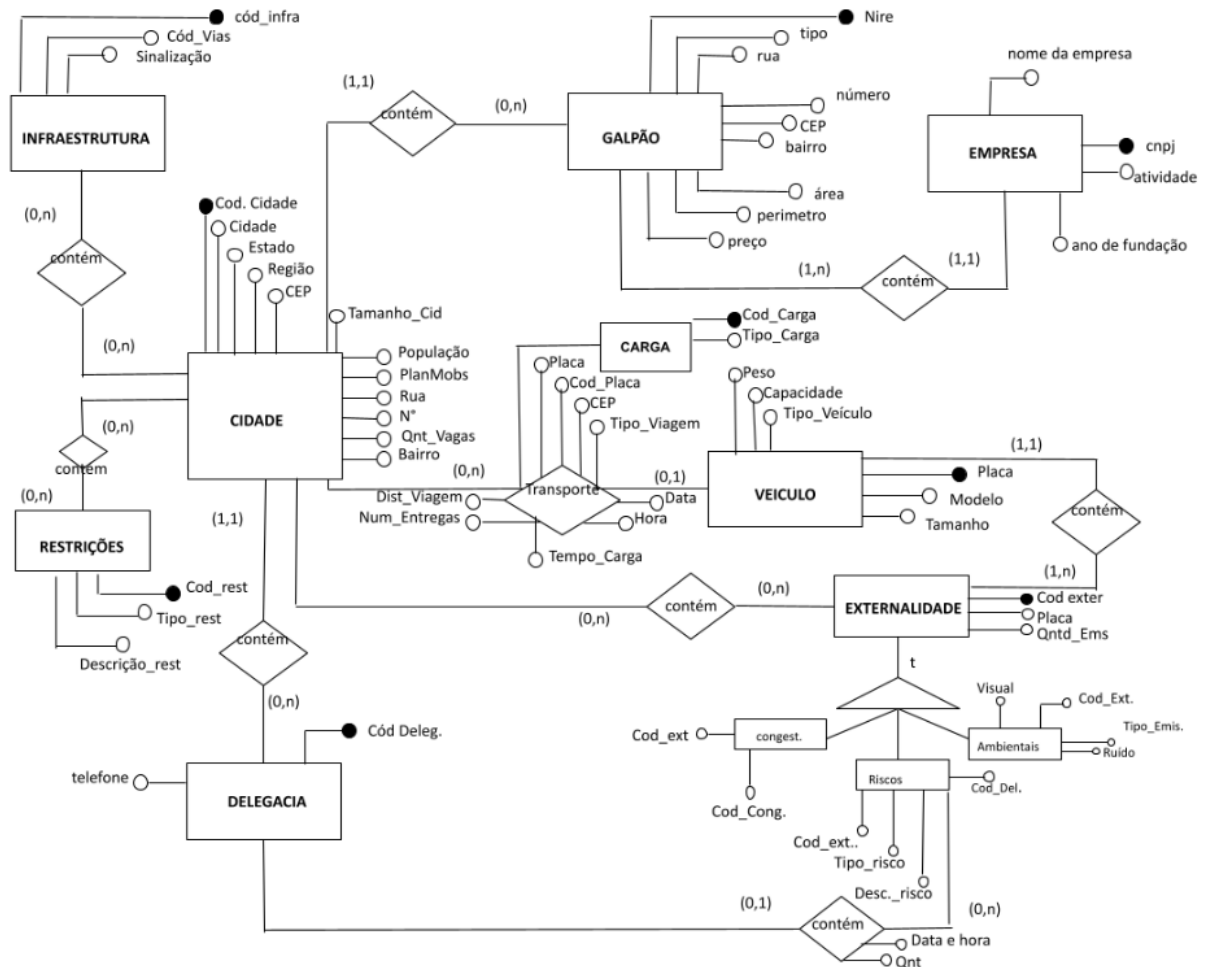 cód_infra
Cód_Vias
Sinalização
INFRAESTRUTURA
(0,n)
contém
(0,n)
Nire
tipo
rua
número
CEP
bairro
GALPÃO
área
perimetro
preço
(1,1)
contém
(0,n)
nome da empresa
EMPRESA
cnpj
atividade
ano de fundação
(1,n)
contém
(1,1)
Cod. Cidade
Cidade
Estado
Região
CEP
Tamanho_Cid
População
PlanMobs
Rua
N°
Qnt_Vagas
Bairro
CIDADE
(0,n)
contém
(0,n)
RESTRIÇÕES
Cod_rest
Tipo_rest
Descrição_rest
CARGA
Cod_Carga
Tipo_Carga
Placa
Cod_Placa
CEP
Tipo_Viagem
(0,n)
Transporte
(0,1)
Dist_Viagem
Num_Entregas
Data
Hora
Tempo_Carga
Peso
Capacidade
Tipo_Veículo
VEICULO
Placa
Modelo
Tamanho
(1,1)
contém
(1,n)
(1,1)
contém
(0,n)
(0,n)
contém
(0,n)
EXTERNALIDADE
Cod exter
Placa
Qntd_Ems
t
Cod_ext
congest.
Cod_Cong.
Visual
Cod_Ext.
Tipo_Emis.
Ruído
Ambientais
Riscos
Cod_Del.
Cod_ext..
Tipo_risco
Desc._risco
telefone
Cód Deleg.
DELEGACIA
(0,1)
contém
(0,n)
Data e hora
Qnt